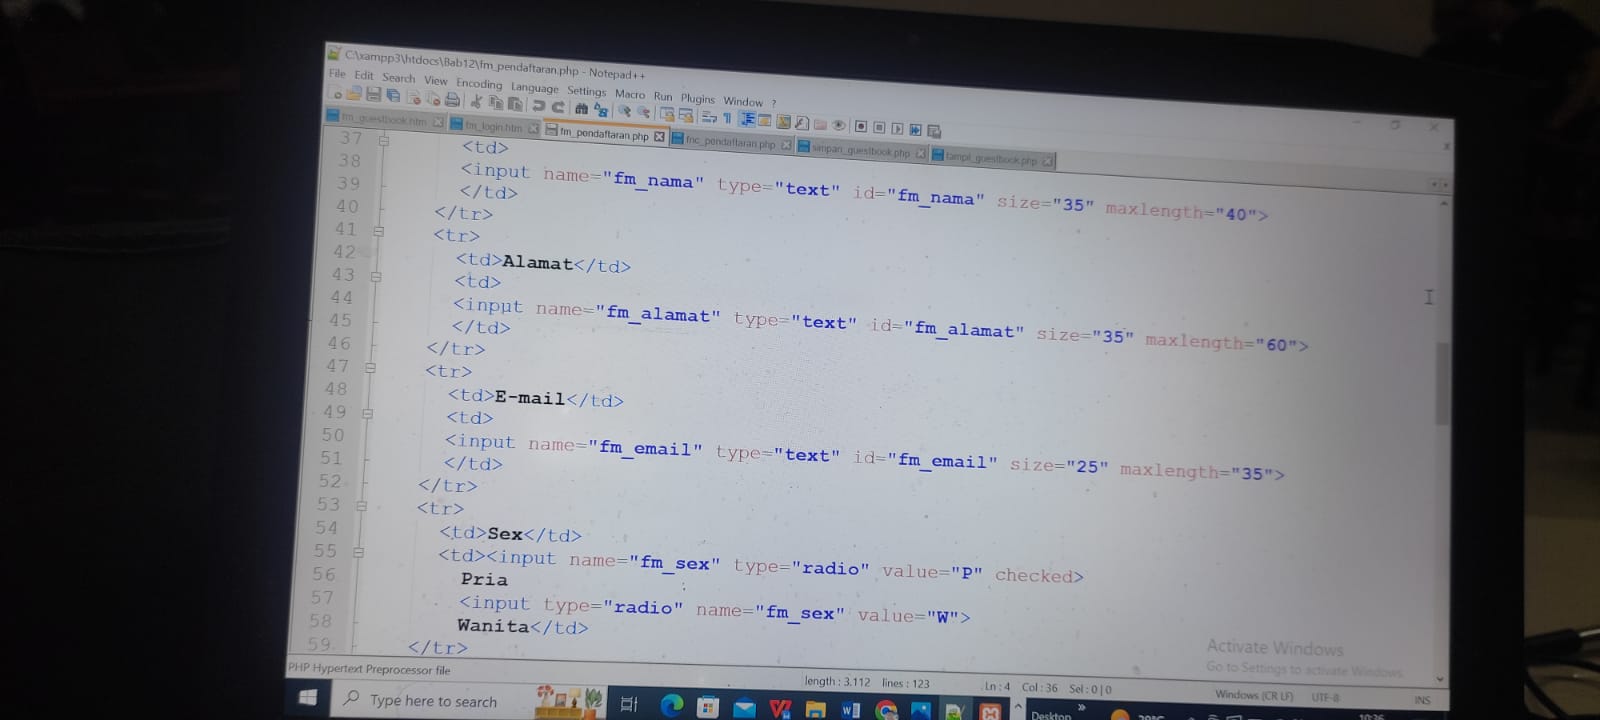 C:\xampp3\htdocs\Bab12\fm_pendaftaran.php - Notepad++
File Edit Search View Encoding Language Settings Macro Run Plugins Window ?
fm_guestbook.htm fm_login.htm fm_pendaftaran.php fnc_pendaftaran.php simpan_guestbook.php tampil_guestbook.php
37 <td>
38 <input name="fm_nama" type="text" id="fm_nama" size="35" maxlength="40">
39 </td>
40 </tr>
41 <tr>
42 <td>Alamat</td>
43 <td>
44 <input name="fm_alamat" type="text" id="fm_alamat" size="35" maxlength="60">
45 </td>
46 </tr>
47 <tr>
48 <td>E-mail</td>
49 <td>
50 <input name="fm_email" type="text" id="fm_email" size="25" maxlength="35">
51 </td>
52 </tr>
53 <tr>
54 <td>Sex</td>
55 <td><input name="fm_sex" type="radio" value="P" checked>
56 Pria
57 <input type="radio" name="fm_sex" value="W">
58 Wanita</td>
59 </tr>
Activate Windows
Go to Settings to activate Windows.
PHP Hypertext Preprocessor file length : 3.112 lines : 123 Ln : 4 Col : 36 Sel : 0 | 0 Windows (CR LF) UTF-8 INS
Type here to search Desktop 10:36